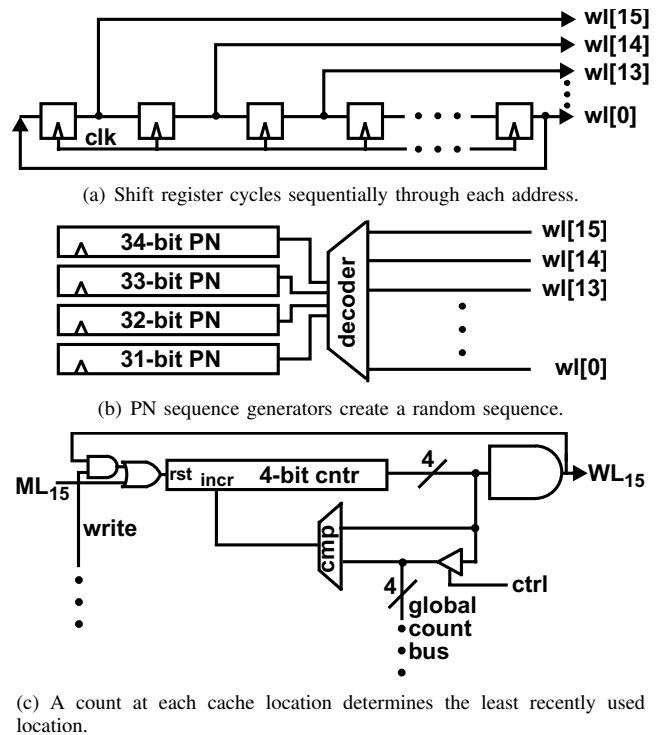 wl[15]
wl[14]
wl[13]
wl[0]
clk
(a) Shift register cycles sequentially through each address.
34-bit PN
33-bit PN
32-bit PN
31-bit PN
decoder
wl[15]
wl[14]
wl[13]
wl[0]
(b) PN sequence generators create a random sequence.
ML15
write
rst incr 4-bit cntr
4
WL15
cmp
ctrl
4
global
count
bus
(c) A count at each cache location determines the least recently used
location.